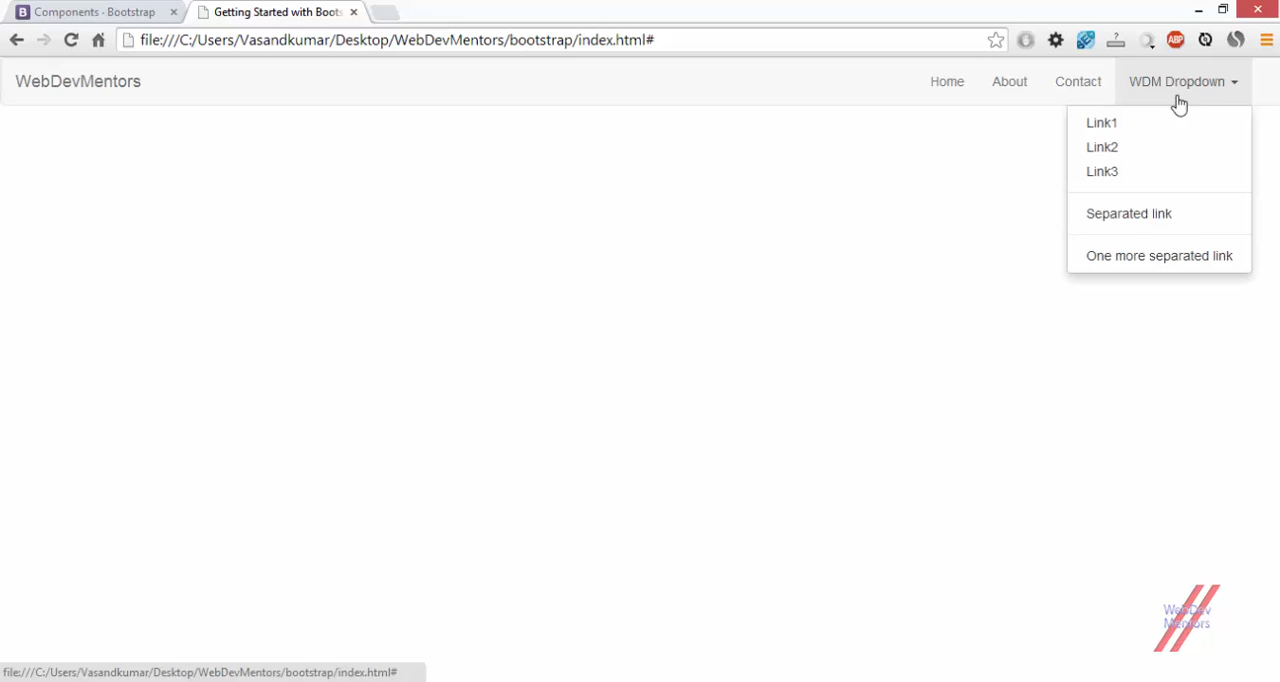 Components · Bootstrap
Getting Started with Boots
file:///C:/Users/Vasandkumar/Desktop/WebDevMentors/bootstrap/index.html#
ABP
WebDevMentors
Home
About
Contact
WDM Dropdown
Link1
Link2
Link3
Separated link
One more separated link
WebDev
Mentors
file:///C:/Users/Vasandkumar/Desktop/WebDevMentors/bootstrap/index.html#